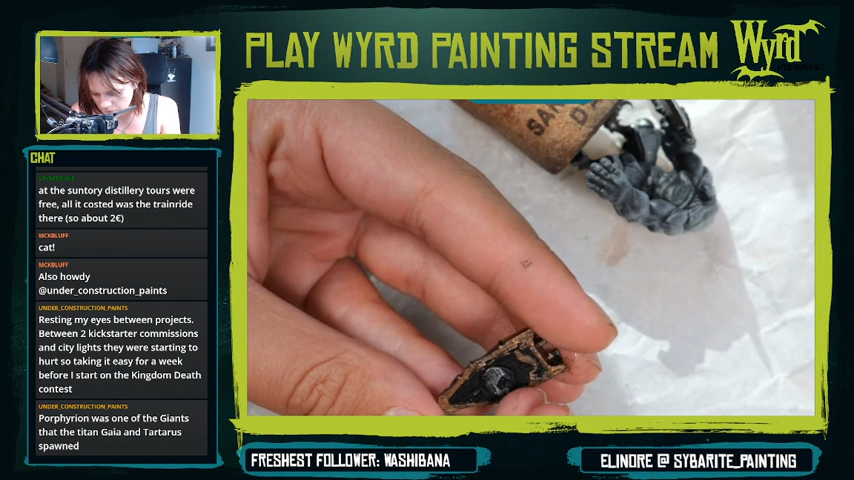 PLAY WYRD PAINTING STREAM
Wyrd
CHAT
at the suntory distillery tours were
free, all it costed was the trainride
there (so about 2€)
MCKBLUFF
cat!
MCKBLUFF
Also howdy
@under_construction_paints
UNDER_CONSTRUCTION_PAINTS
Resting my eyes between projects.
Between 2 kickstarter commissions
and city lights they were starting to
hurt so taking it easy for a week
before I start on the Kingdom Death
contest
UNDER_CONSTRUCTION_PAINTS
Porphyrion was one of the Giants
that the titan Gaia and Tartarus
spawned
FRESHEST FOLLOWER: WASHIBANA
ELINORE @ SYBARITE_PAINTING